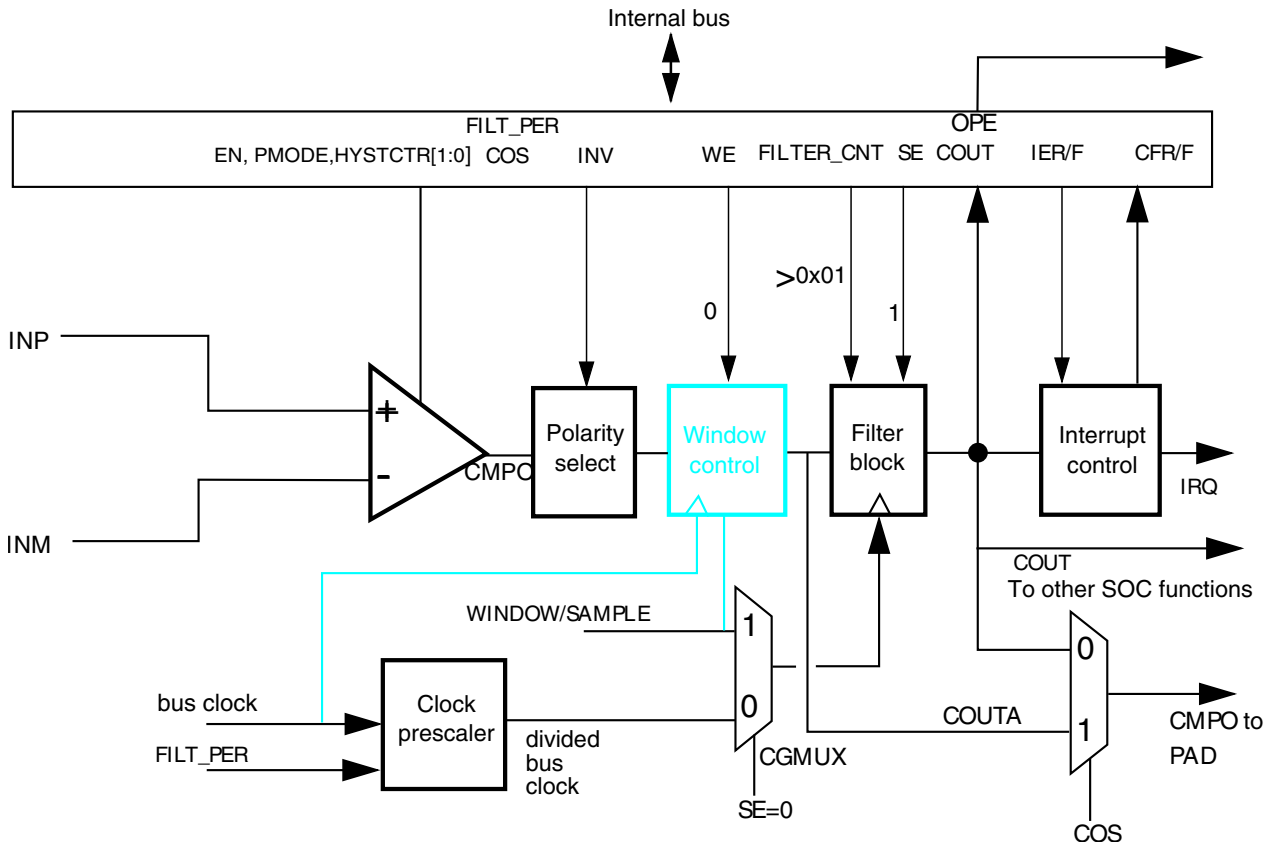 Internal bus
FILT_PER
OPE
EN, PMODE,HYSTCTR[1:0] COS INV WE FILTER_CNT SE COUT IER/F CFR/F
>0x01
0
1
INP
INM
+
-
CMPO
Polarity
select
Window
control
Filter
block
Interrupt
control
IRQ
COUT
To other SOC functions
WINDOW/SAMPLE
1
0
CGMUX
SE=0
bus clock
FILT_PER
Clock
prescaler
divided
bus
clock
COUTA
0
1
COS
CMPO to
PAD